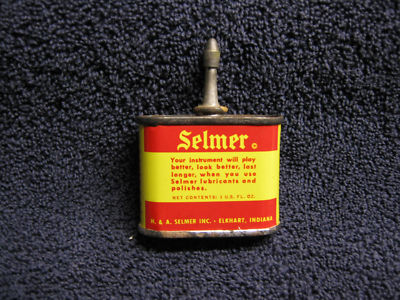 Selmer ©
Your instrument will play
better, look better, last
longer, when you use
Selmer lubricants and
polishes.
NET CONTENTS: 1 U.S. FL. OZ.
H. & A. SELMER INC. • ELKHART, INDIANA